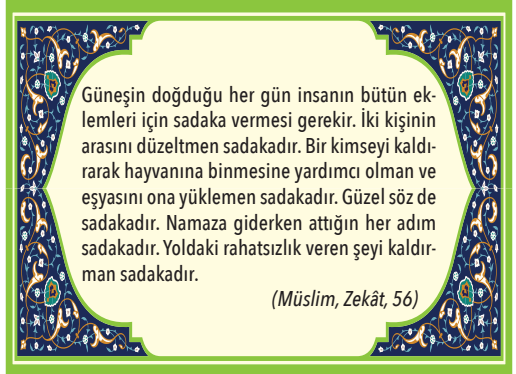 Güneşin doğduğu her gün insanın bütün ek-
lemleri için sadaka vermesi gerekir. İki kişinin
arasını düzeltmen sadakadır. Bir kimseyi kaldı-
rarak hayvanına binmesine yardımcı olman ve
eşyasını ona yüklemen sadakadır. Güzel söz de
sadakadır. Namaza giderken attığın her adım
sadakadır. Yoldaki rahatsızlık veren şeyi kaldır-
man sadakadır.
(Müslim, Zekât, 56)